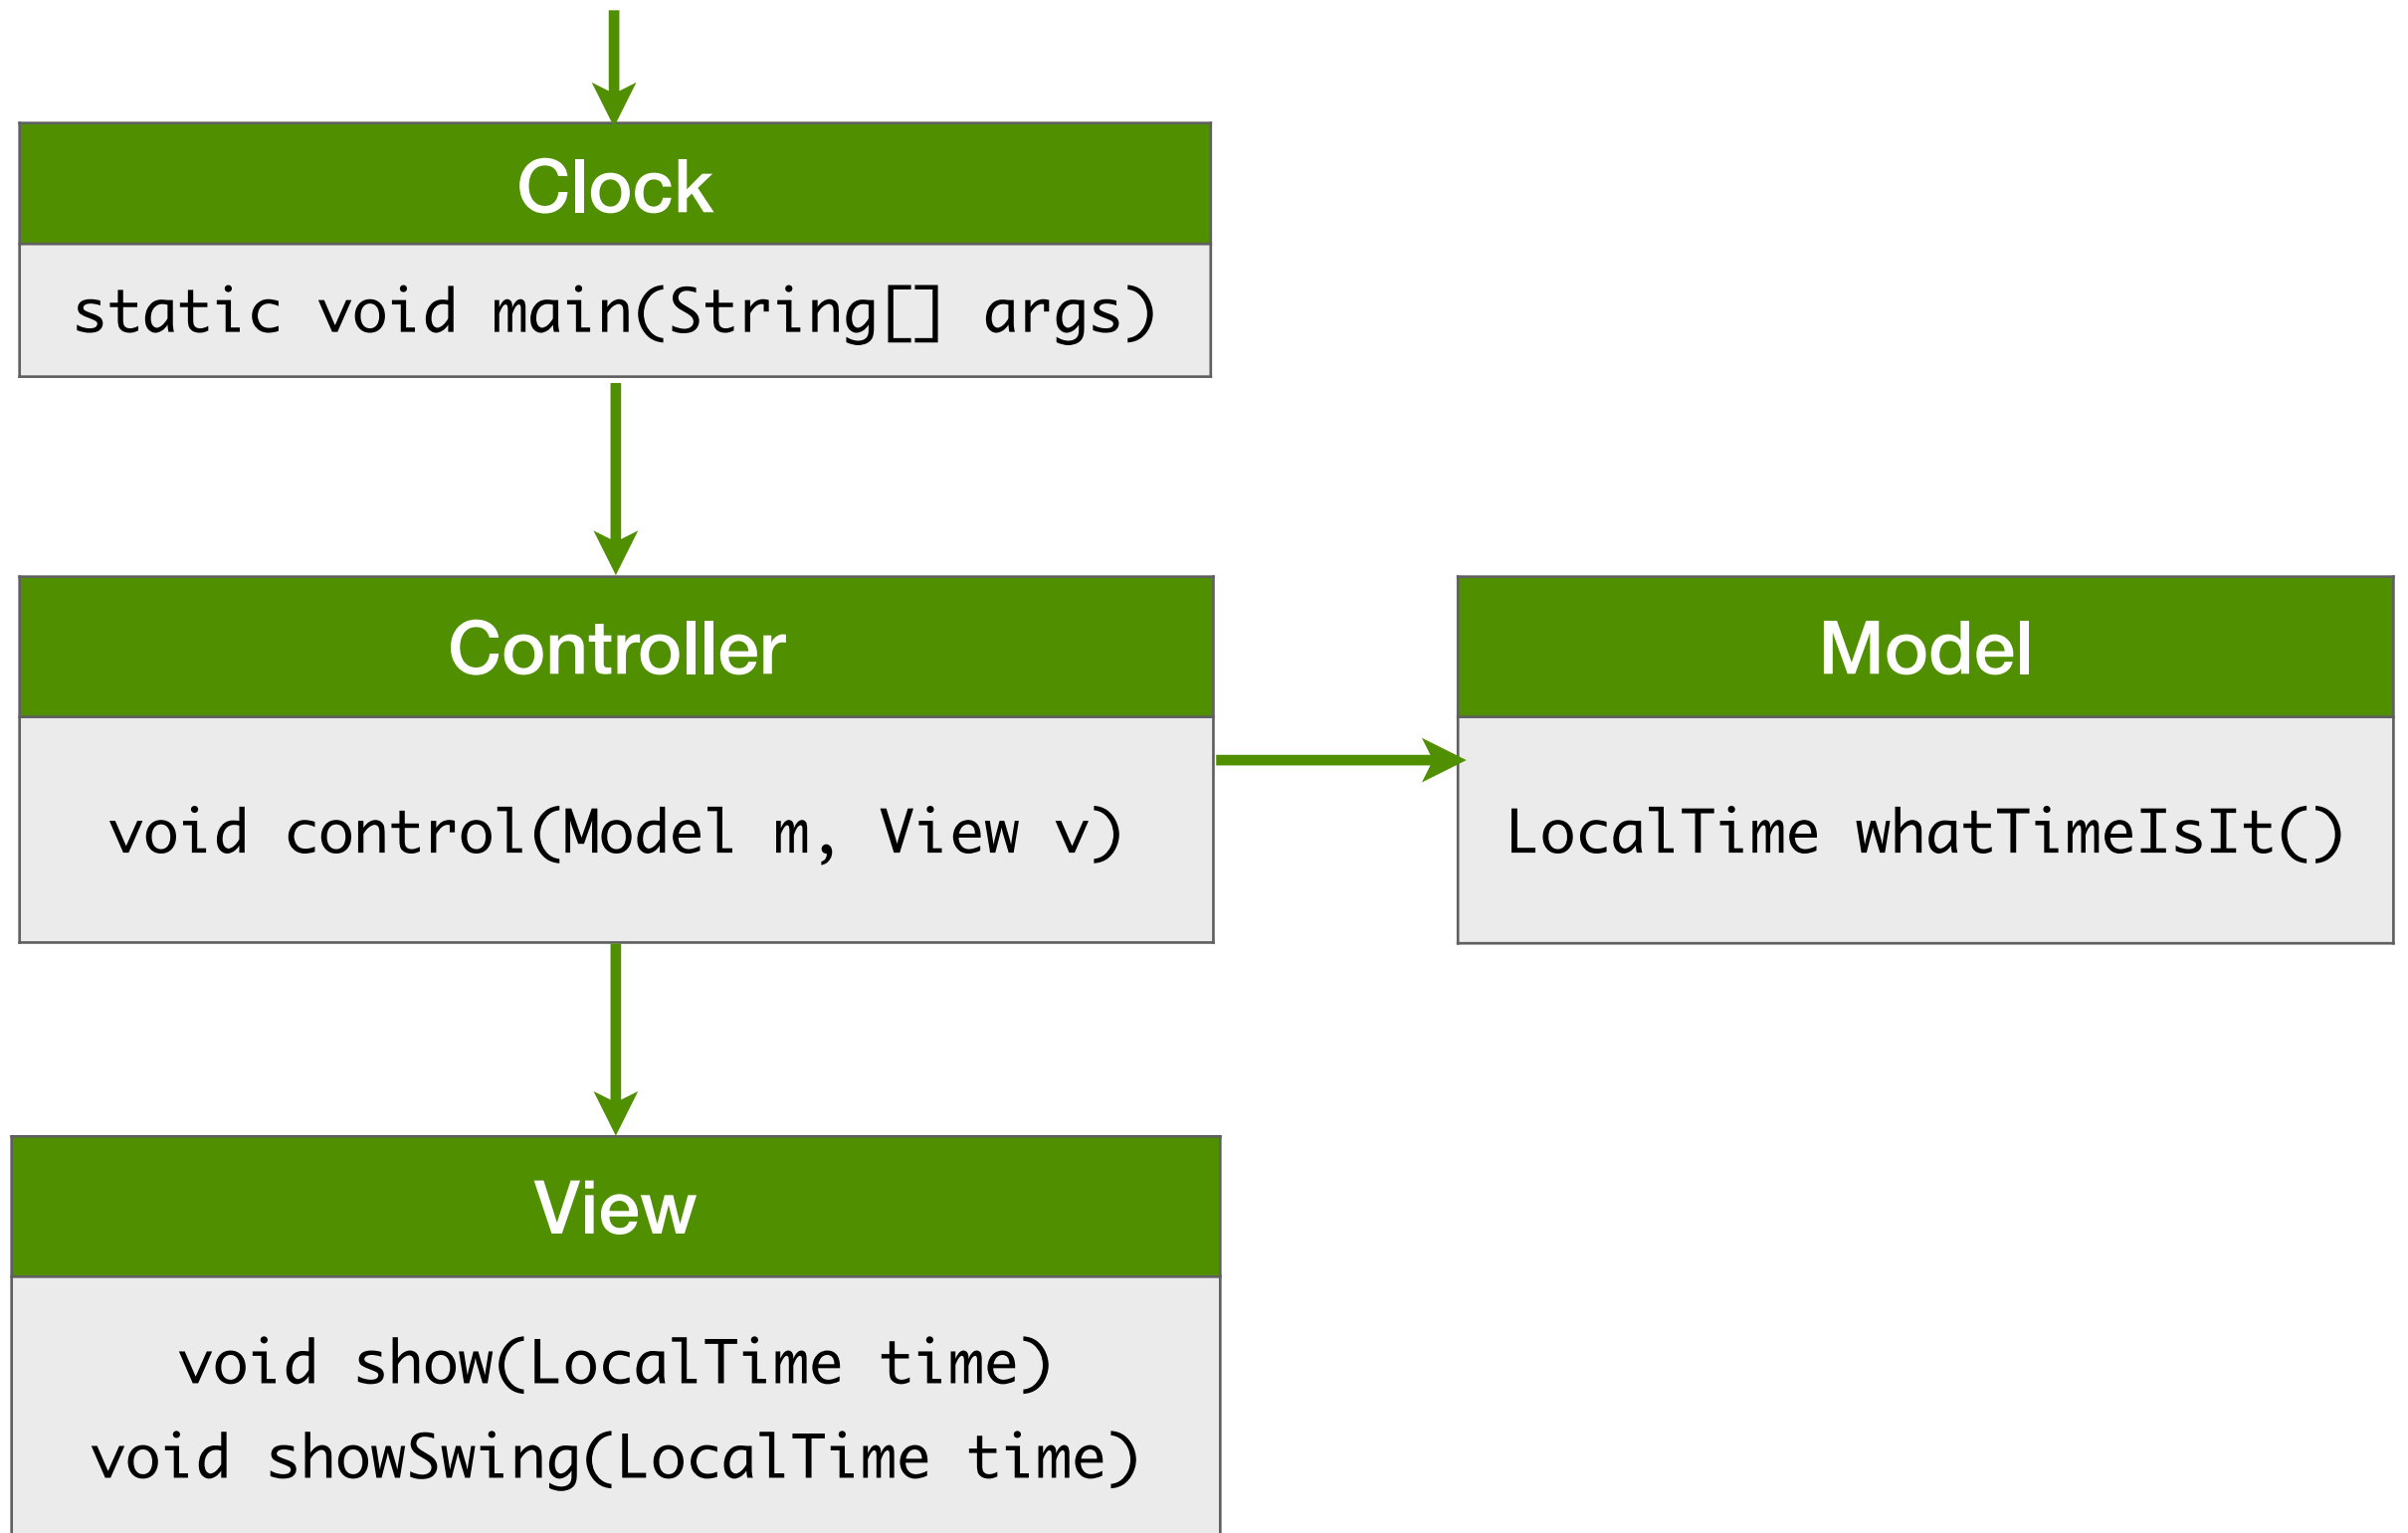 Clock
static void main(String[] args)
Controller
void control(Model m, View v)
Model
LocalTime whatTimeIsIt()
View
void show(LocalTime time)
void showSwing(LocalTime time)